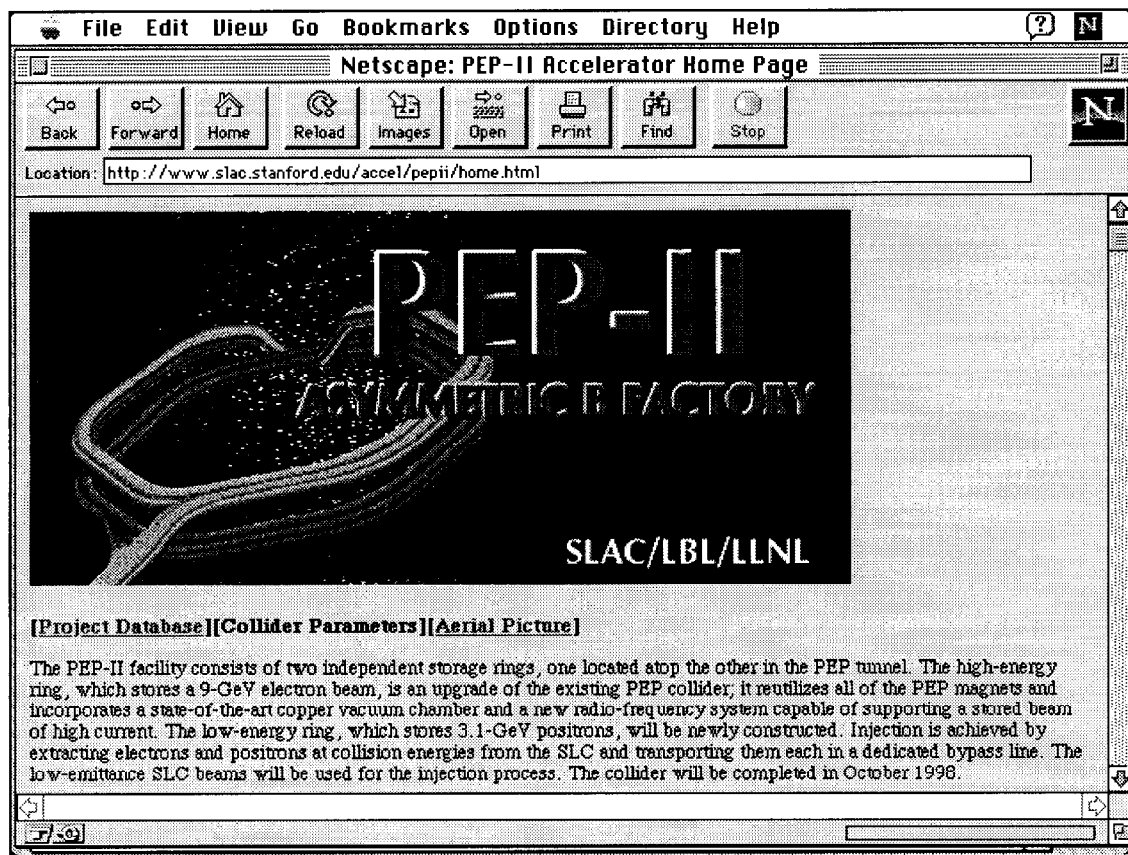 File Edit View Go Bookmarks Options Directory Help
Netscape: PEP-II Accelerator Home Page
N
Back Forward Home Reload Images Open Print Find Stop
N
Location: http://www.slac.stanford.edu/accel/pepii/home.html
PEP-II
ASYMMETRIC B FACTORY
SLAC/LBL/LLNL
[Project Database][Collider Parameters][Aerial Picture]
The PEP-II facility consists of two independent storage rings, one located atop the other in the PEP tunnel. The high-energy
ring, which stores a 9-GeV electron beam, is an upgrade of the existing PEP collider; it reutilizes all of the PEP magnets and
incorporates a state-of-the-art copper vacuum chamber and a new radio-frequency system capable of supporting a stored beam
of high current. The low-energy ring, which stores 3.1-GeV positrons, will be newly constructed. Injection is achieved by
extracting electrons and positrons at collision energies from the SLC and transporting them each in a dedicated bypass line. The
low-emittance SLC beams will be used for the injection process. The collider will be completed in October 1998.